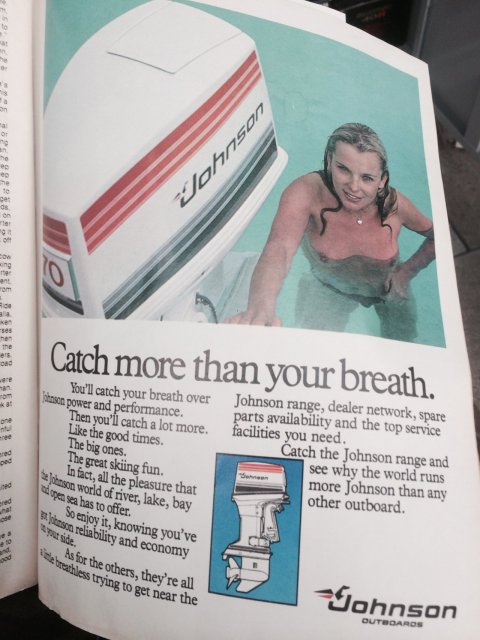 Johnson
70
Catch more than your breath.
You'll catch your breath over
Johnson power and performance.
Then you'll catch a lot more.
Like the good times.
The big ones.
The great skiing fun.
In fact, all the pleasure that
the Johnson world of river, lake, bay
and open sea has to offer.
So enjoy it, knowing you've
got Johnson reliability and economy
on your side.
As for the others, they're all
a little breathless trying to get near the
Johnson range, dealer network, spare
parts availability and the top service
facilities you need.
Catch the Johnson range and
see why the world runs
more Johnson than any
other outboard.
Johnson
Johnson
OUTBOARDS